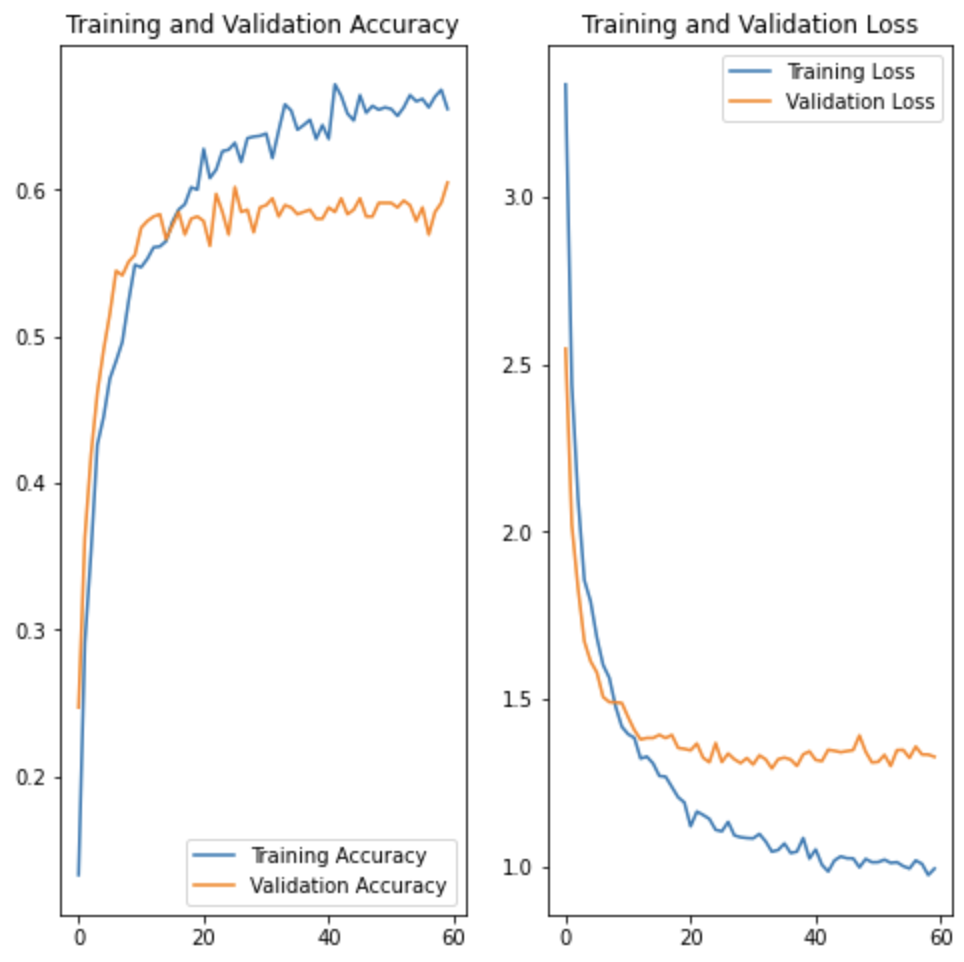 Training and Validation Accuracy
0.6
0.5
0.4
0.3
0.2
Training Accuracy
Validation Accuracy
0 20 40 60
Training and Validation Loss
Training Loss
Validation Loss
3.0
2.5
2.0
1.5
1.0
0 20 40 60